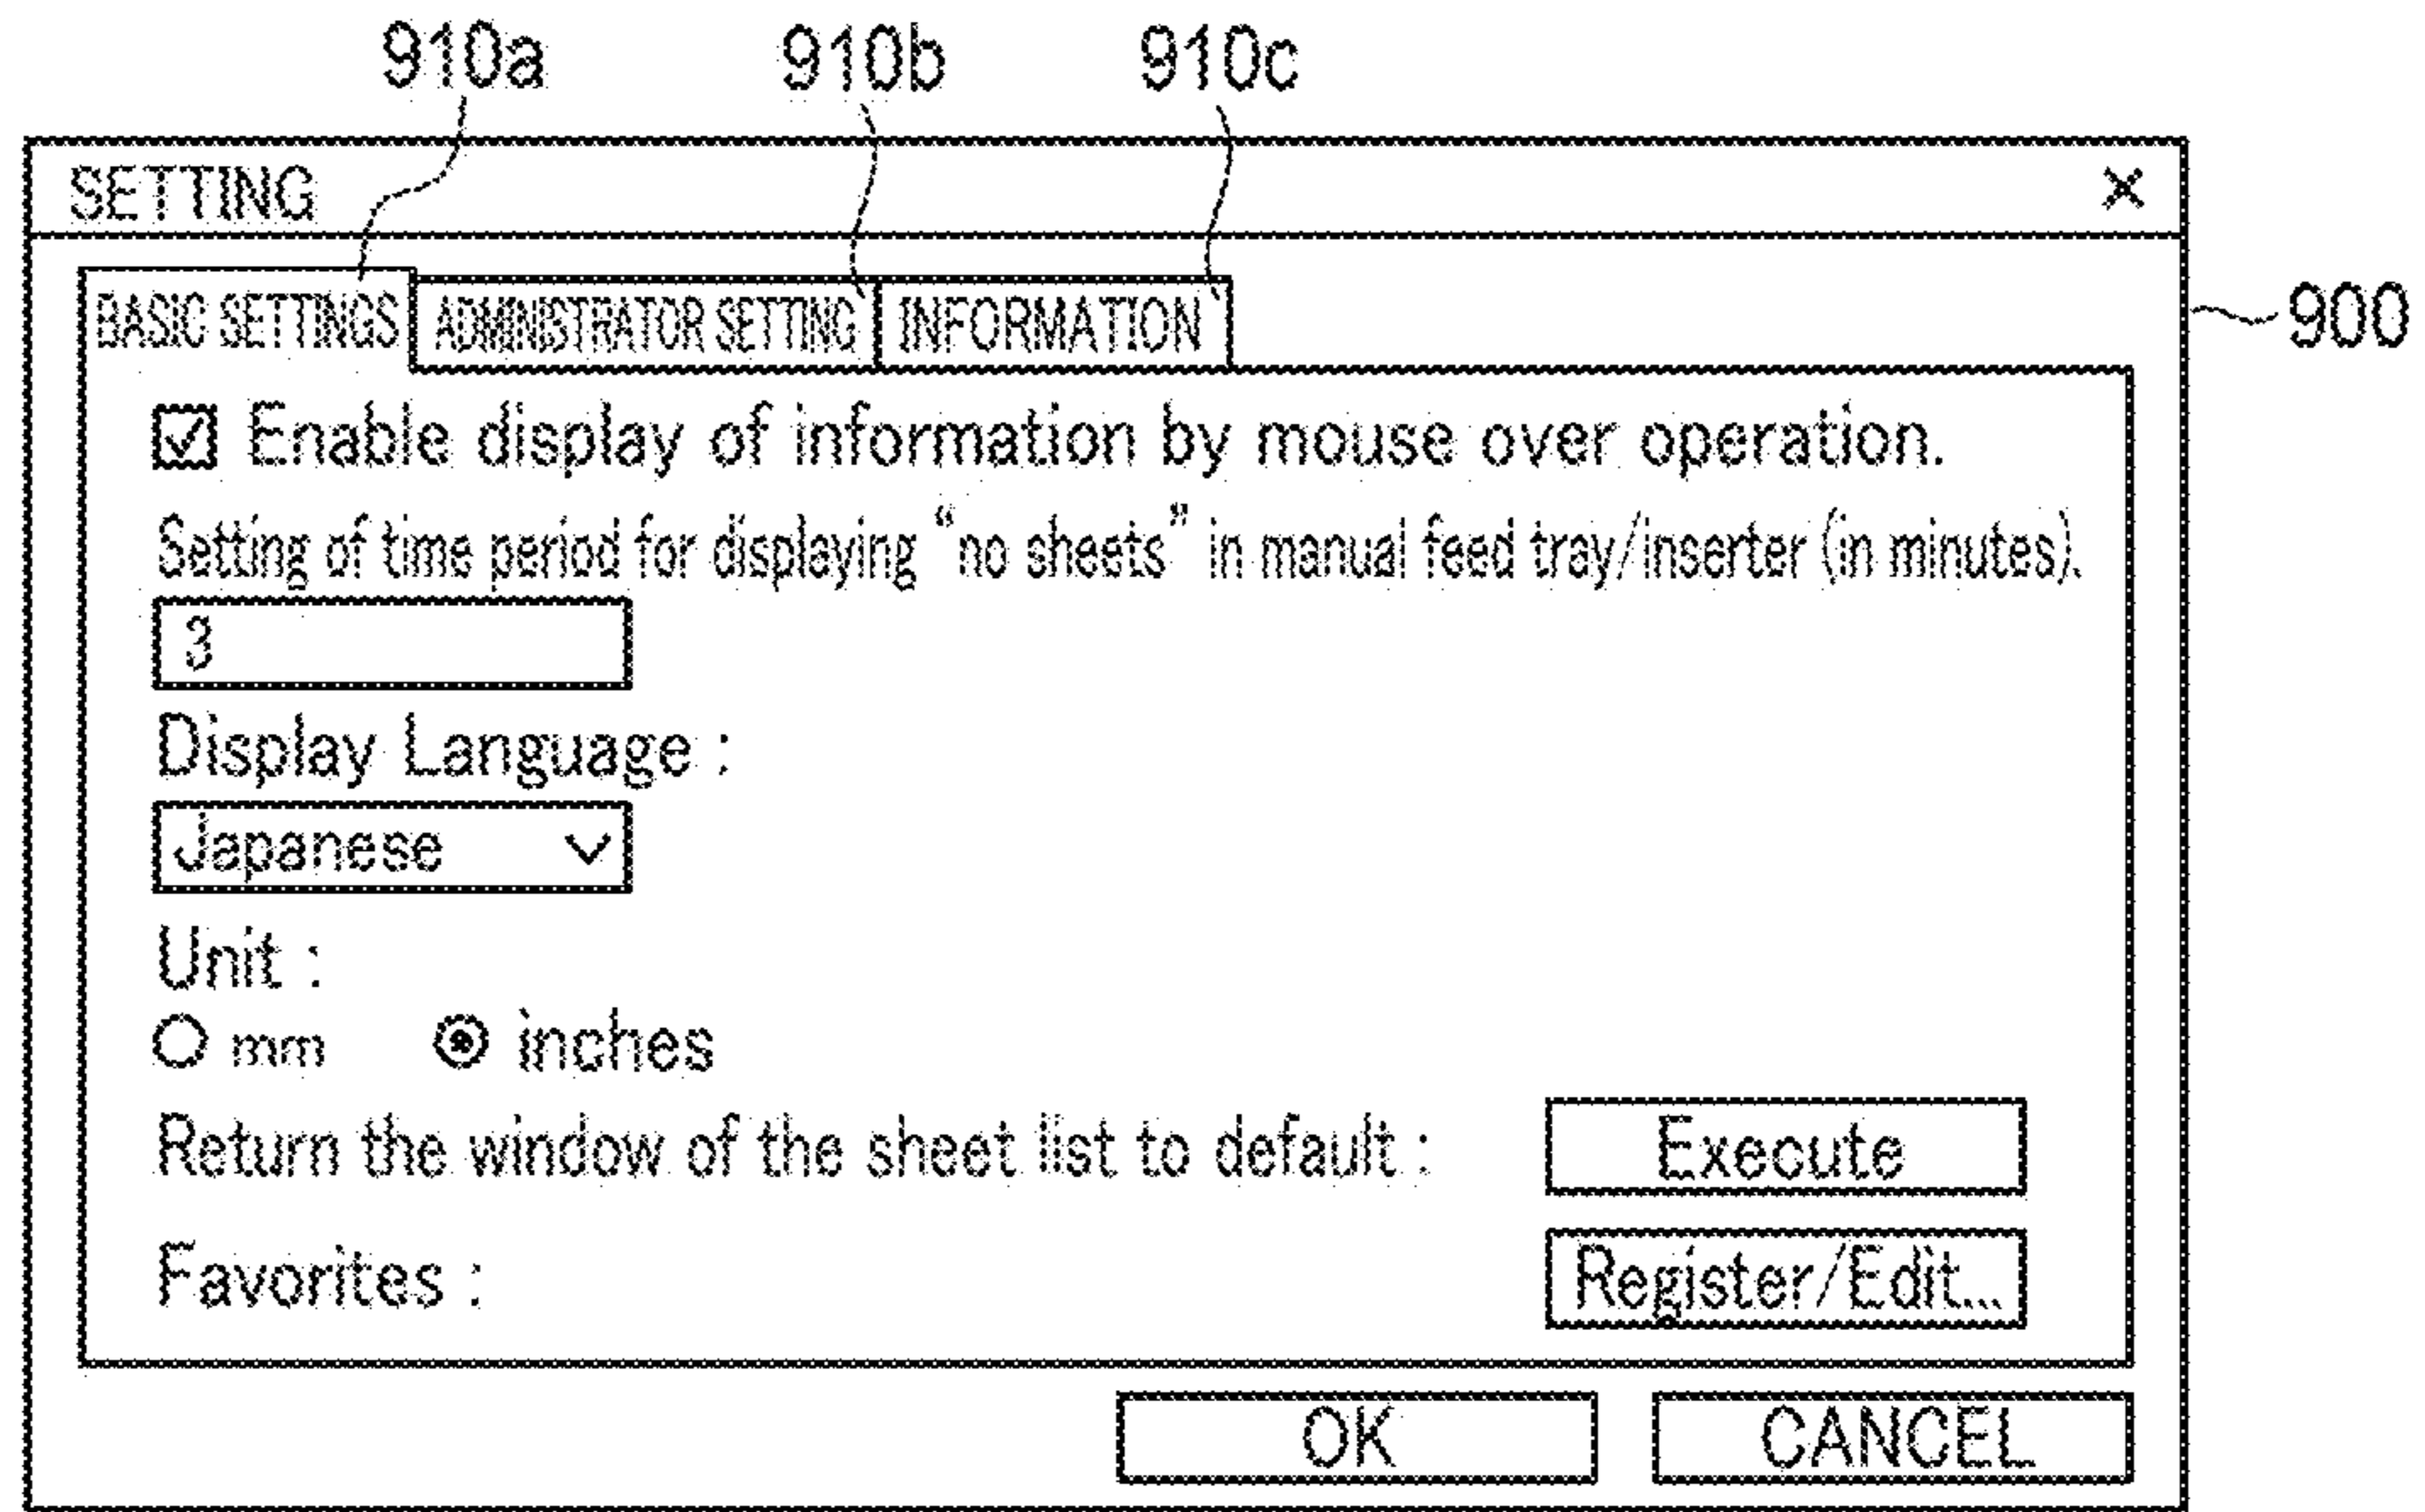 910a 910b 910c
SETTING ×
900
BASIC SETTINGS ADMINISTRATOR SETTING INFORMATION
Enable display of information by mouse over operation.
Setting of time period for displaying “no sheets” in manual feed tray/inserter (in minutes).
3
Display Language :
Japanese
Unit :
mm inches
Return the window of the sheet list to default : Execute
Favorites : Register/Edit...
OK CANCEL